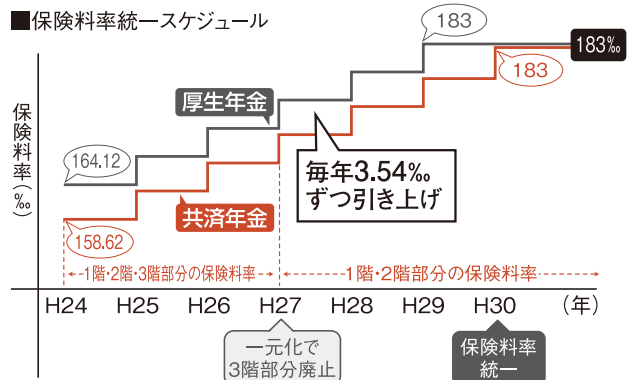 ■保険料率統一スケジュール
183
183‰
183
厚生年金
保険料率(‰)
164.12
毎年3.54‰
ずつ引き上げ
共済年金
158.62
1階・2階・3階部分の保険料率
1階・2階部分の保険料率
H24 H25 H26 H27 H28 H29 H30 (年)
一元化で
3階部分廃止
保険料率
統一